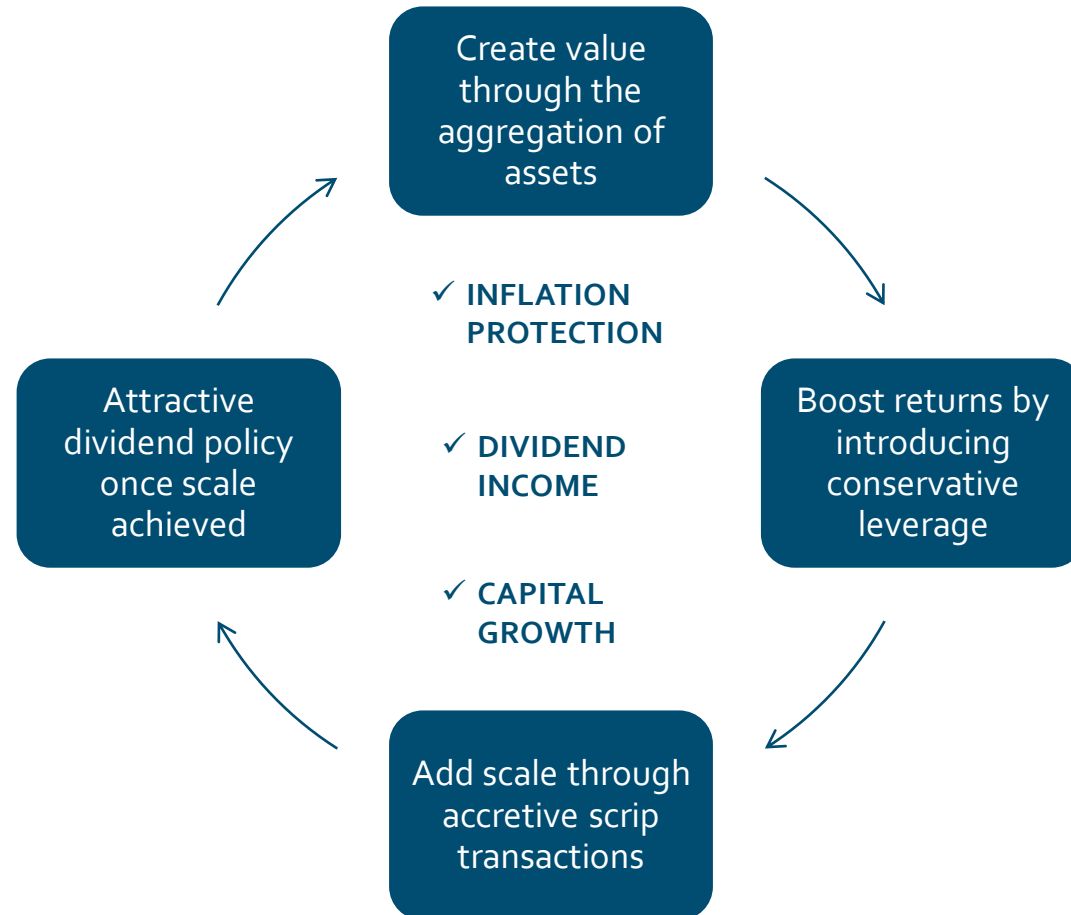 Create value
through the
aggregation of
assets
✓ INFLATION
PROTECTION
Attractive
dividend policy
once scale
achieved
✓ DIVIDEND
INCOME
Boost returns by
introducing
conservative
leverage
✓ CAPITAL
GROWTH
Add scale through
accretive scrip
transactions